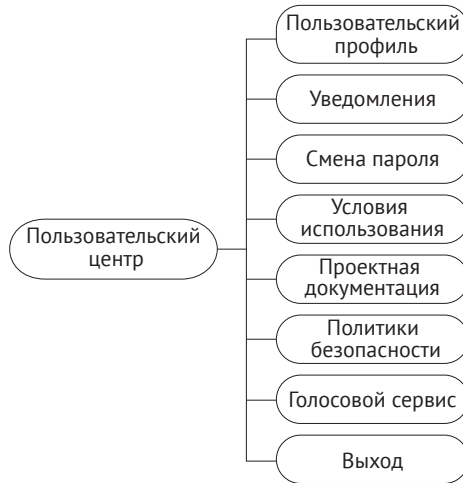 Пользовательский
профиль
Уведомления
Смена пароля
Условия
использования
Пользовательский
центр
Проектная
документация
Политики
безопасности
Голосовой сервис
Выход